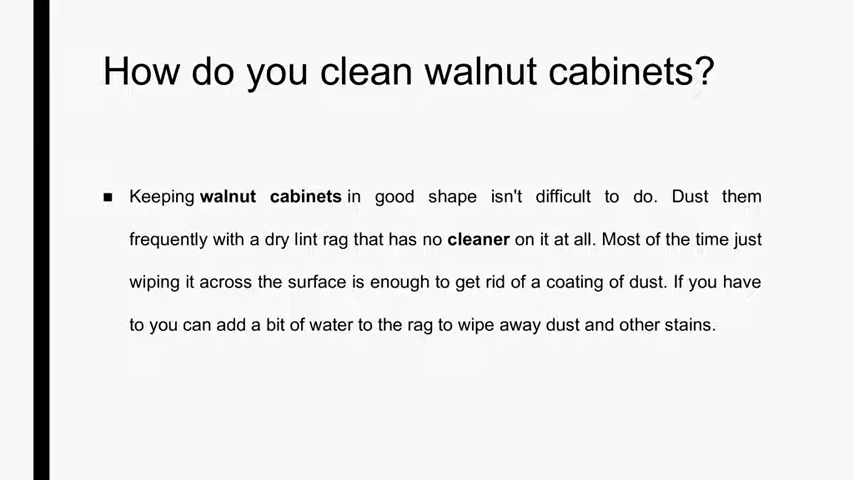 How do you clean walnut cabinets?
▪ Keeping walnut cabinets in good shape isn't difficult to do. Dust them
frequently with a dry lint rag that has no cleaner on it at all. Most of the time just
wiping it across the surface is enough to get rid of a coating of dust. If you have
to you can add a bit of water to the rag to wipe away dust and other stains.